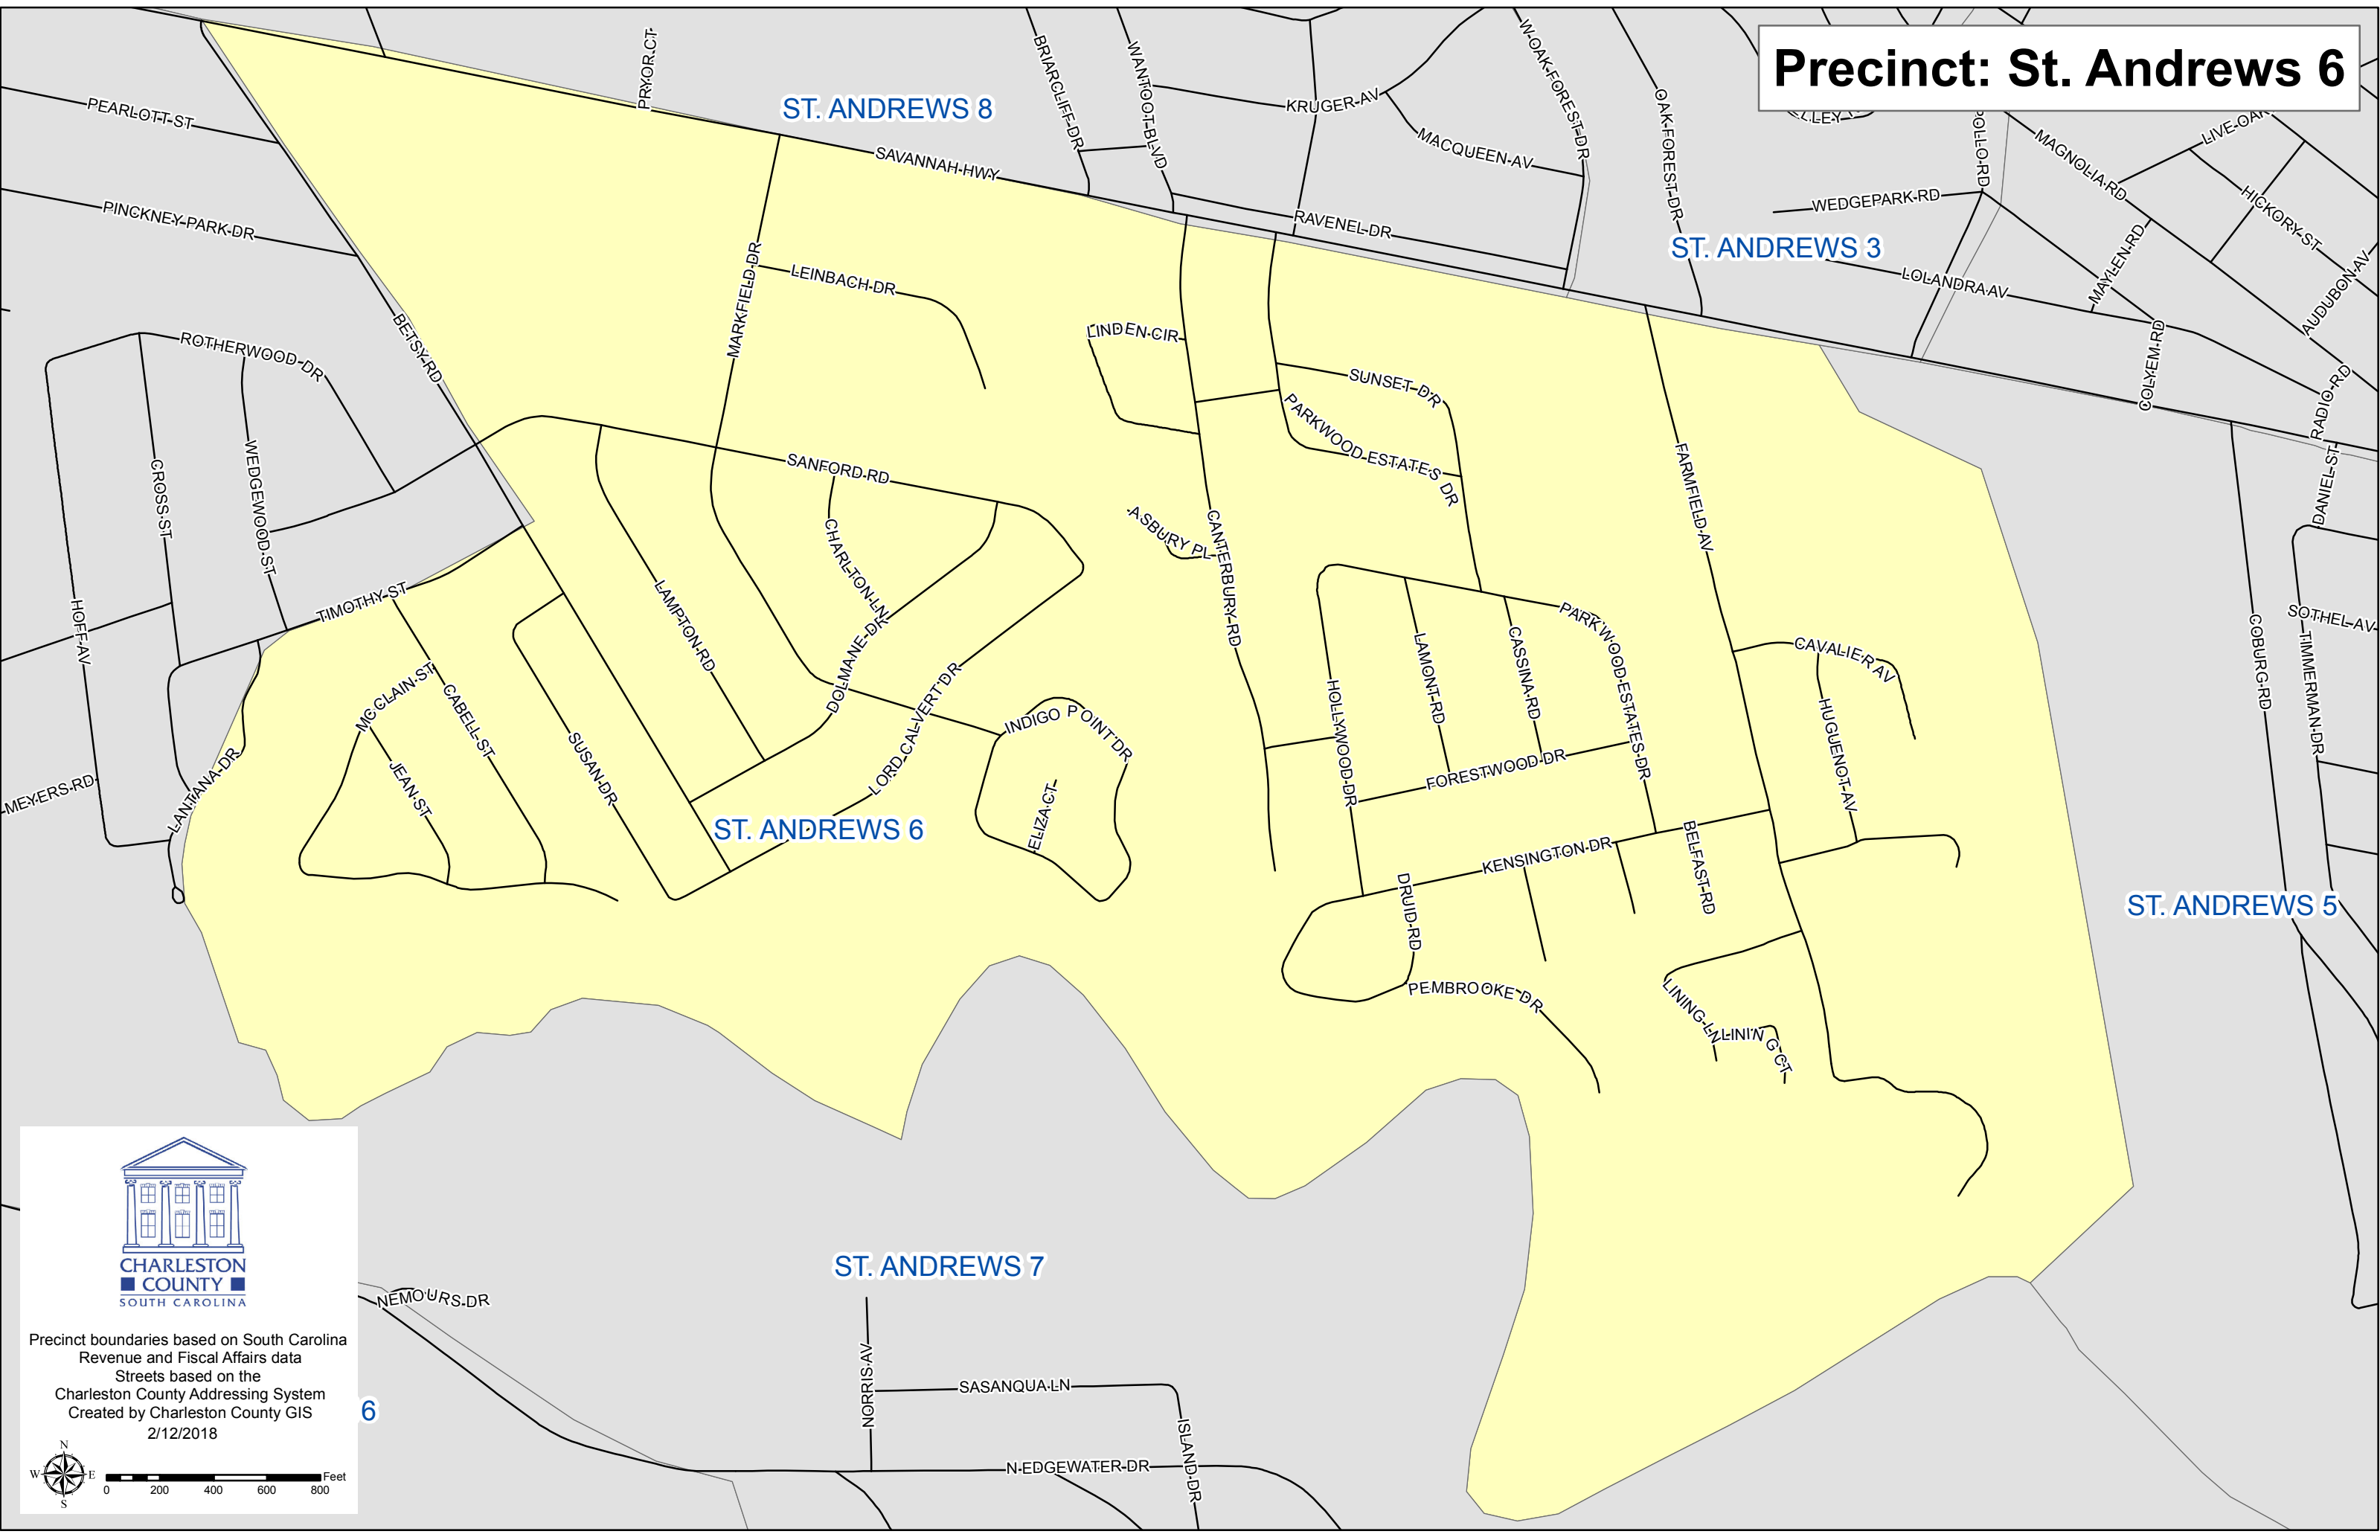 Precinct: St. Andrews 6
PRYOR CT
BRIARCLIFF DR
WANTOOT BLVD
W OAK FOREST DR
OAK FOREST DR
KRUGER AV
MACQUEEN AV
PEARLOTT ST
ST. ANDREWS 8
SAVANNAH HWY
LIVE OAK
MAGNOLIA RD
HICKORY ST
WEDGEPARK RD
PINCKNEY PARK DR
RAVENEL DR
ST. ANDREWS 3
MAYLEN RD
AUDUBON AV
LOLANDRA AV
LEINBACH DR
MARKFIELD DR
BETSY RD
ROTHERWOOD DR
LINDEN CIR
SUNSET DR
COLYEM RD
RADIO RD
PARKWOOD ESTATES DR
DANIEL ST
CROSS ST
WEDGEWOOD ST
SANFORD RD
FARMFIELD AV
CHARLTON LN
ASBURY PL
CANTERBURY RD
HOFF AV
TIMOTHY ST
LAMPTON RD
DOLMANE DR
PARKWOOD ESTATES DR
SOTHEL AV
COBURG RD
TIMMERMAN DR
CAVALIER AV
LAMONT RD
CASSINA RD
HOLLYWOOD DR
MC CLAIN ST
CABELL ST
LORD CALVERT DR
INDIGO POINT DR
HUGUENOT AV
SUSAN DR
JEAN ST
LANTANA DR
MEYERS RD
ELIZA CT
FORESTWOOD DR
ST. ANDREWS 6
KENSINGTON DR
BELFAST RD
DRUID RD
ST. ANDREWS 5
PEMBROOKE DR
LINING LN
LINING CT
ST. ANDREWS 7
NEMOURS DR
NORRIS AV
SASANQUA LN
ISLAND DR
N EDGEWATER DR
6
CHARLESTON
COUNTY
SOUTH CAROLINA
Precinct boundaries based on South Carolina
Revenue and Fiscal Affairs data
Streets based on the
Charleston County Addressing System
Created by Charleston County GIS
2/12/2018
N
W E
S
Feet
0 200 400 600 800